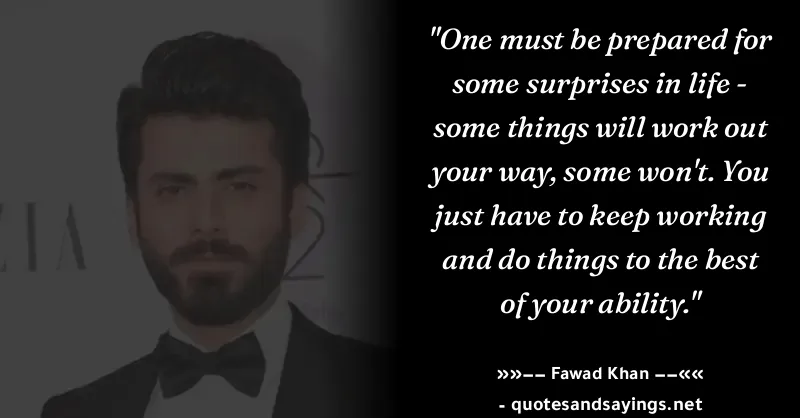 "One must be prepared for
some surprises in life -
some things will work out
your way, some won't. You
just have to keep working
and do things to the best
of your ability."
»»–– Fawad Khan ––««
- quotesandsayings.net